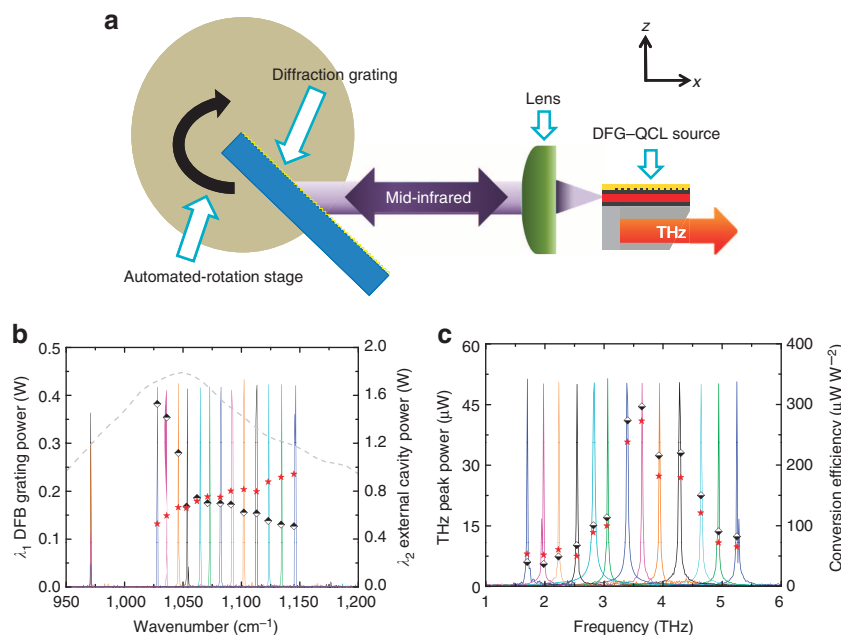 a
z
x
Diffraction grating
Lens
DFG–QCL source
Mid-infrared
THz
Automated-rotation stage
b
λ₁ DFB grating power (W)
0.5
0.4
0.3
0.2
0.1
0.0
950 1,000 1,050 1,100 1,150 1,200
Wavenumber (cm⁻¹)
2.0
1.6
1.2
0.8
0.4
0.0
λ₂ external cavity power (W)
c
THz peak power (µW)
60
45
30
15
0
1 2 3 4 5 6
Frequency (THz)
400
300
200
100
0
Conversion efficiency (µW W⁻²)